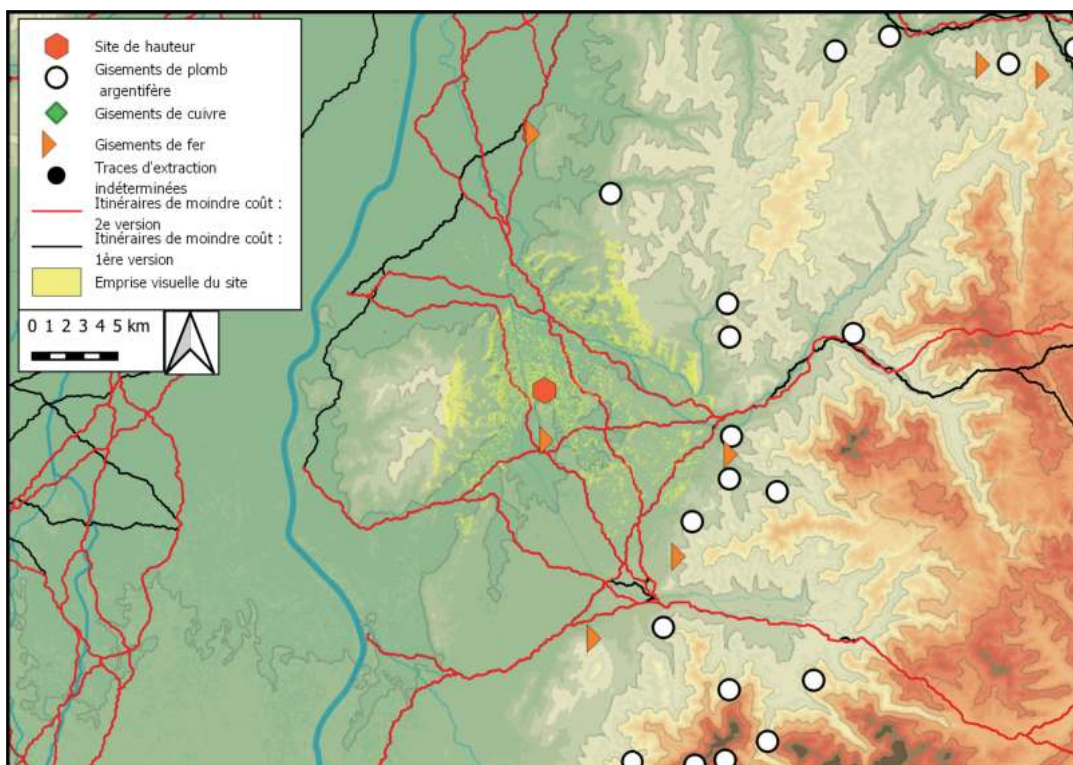 Site de hauteur
Gisements de plomb
argentifère
Gisements de cuivre
Gisements de fer
Traces d'extraction
indéterminées
Itinéraires de moindre coût :
2e version
Itinéraires de moindre coût :
1ère version
Emprise visuelle du site
0 1 2 3 4 5 km